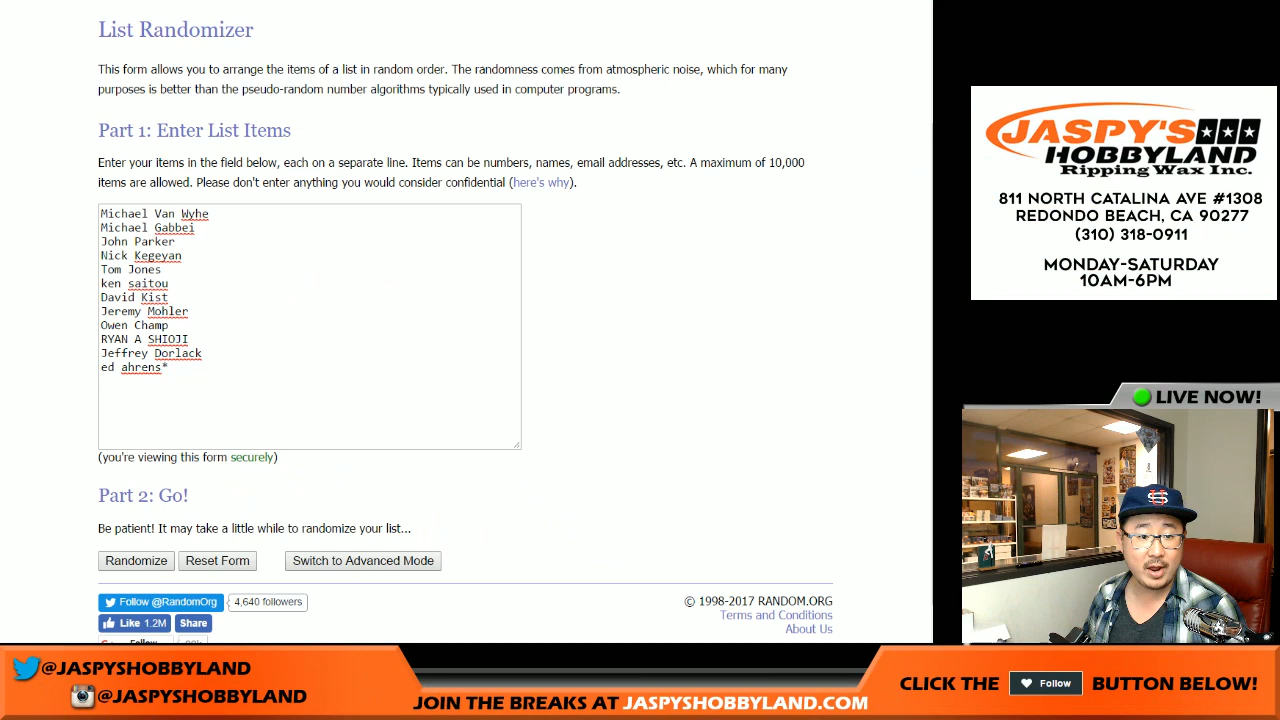 List Randomizer
This form allows you to arrange the items of a list in random order. The randomness comes from atmospheric noise, which for many
purposes is better than the pseudo-random number algorithms typically used in computer programs.
Part 1: Enter List Items
Enter your items in the field below, each on a separate line. Items can be numbers, names, email addresses, etc. A maximum of 10,000
items are allowed. Please don't enter anything you would consider confidential (here's why).
Michael Van Wyhe
Michael Gabbei
John Parker
Nick Kegeyan
Tom Jones
ken saitou
David Kist
Jeremy Mohler
Owen Champ
RYAN A SHIOJI
Jeffrey Dorlack
ed ahrens*
(you're viewing this form securely)
Part 2: Go!
Be patient! It may take a little while to randomize your list...
Randomize Reset Form Switch to Advanced Mode
Follow @RandomOrg 4,640 followers
Like 1.2M Share
Follow
© 1998-2017 RANDOM.ORG
Terms and Conditions
About Us
JASPY'S
HOBBYLAND
Ripping Wax Inc.
811 NORTH CATALINA AVE #1308
REDONDO BEACH, CA 90277
(310) 318-0911
MONDAY-SATURDAY
10AM-6PM
LIVE NOW!
@JASPYSHOBBYLAND
@JASPYSHOBBYLAND
JOIN THE BREAKS AT JASPYSHOBBYLAND.COM
CLICK THE Follow BUTTON BELOW!